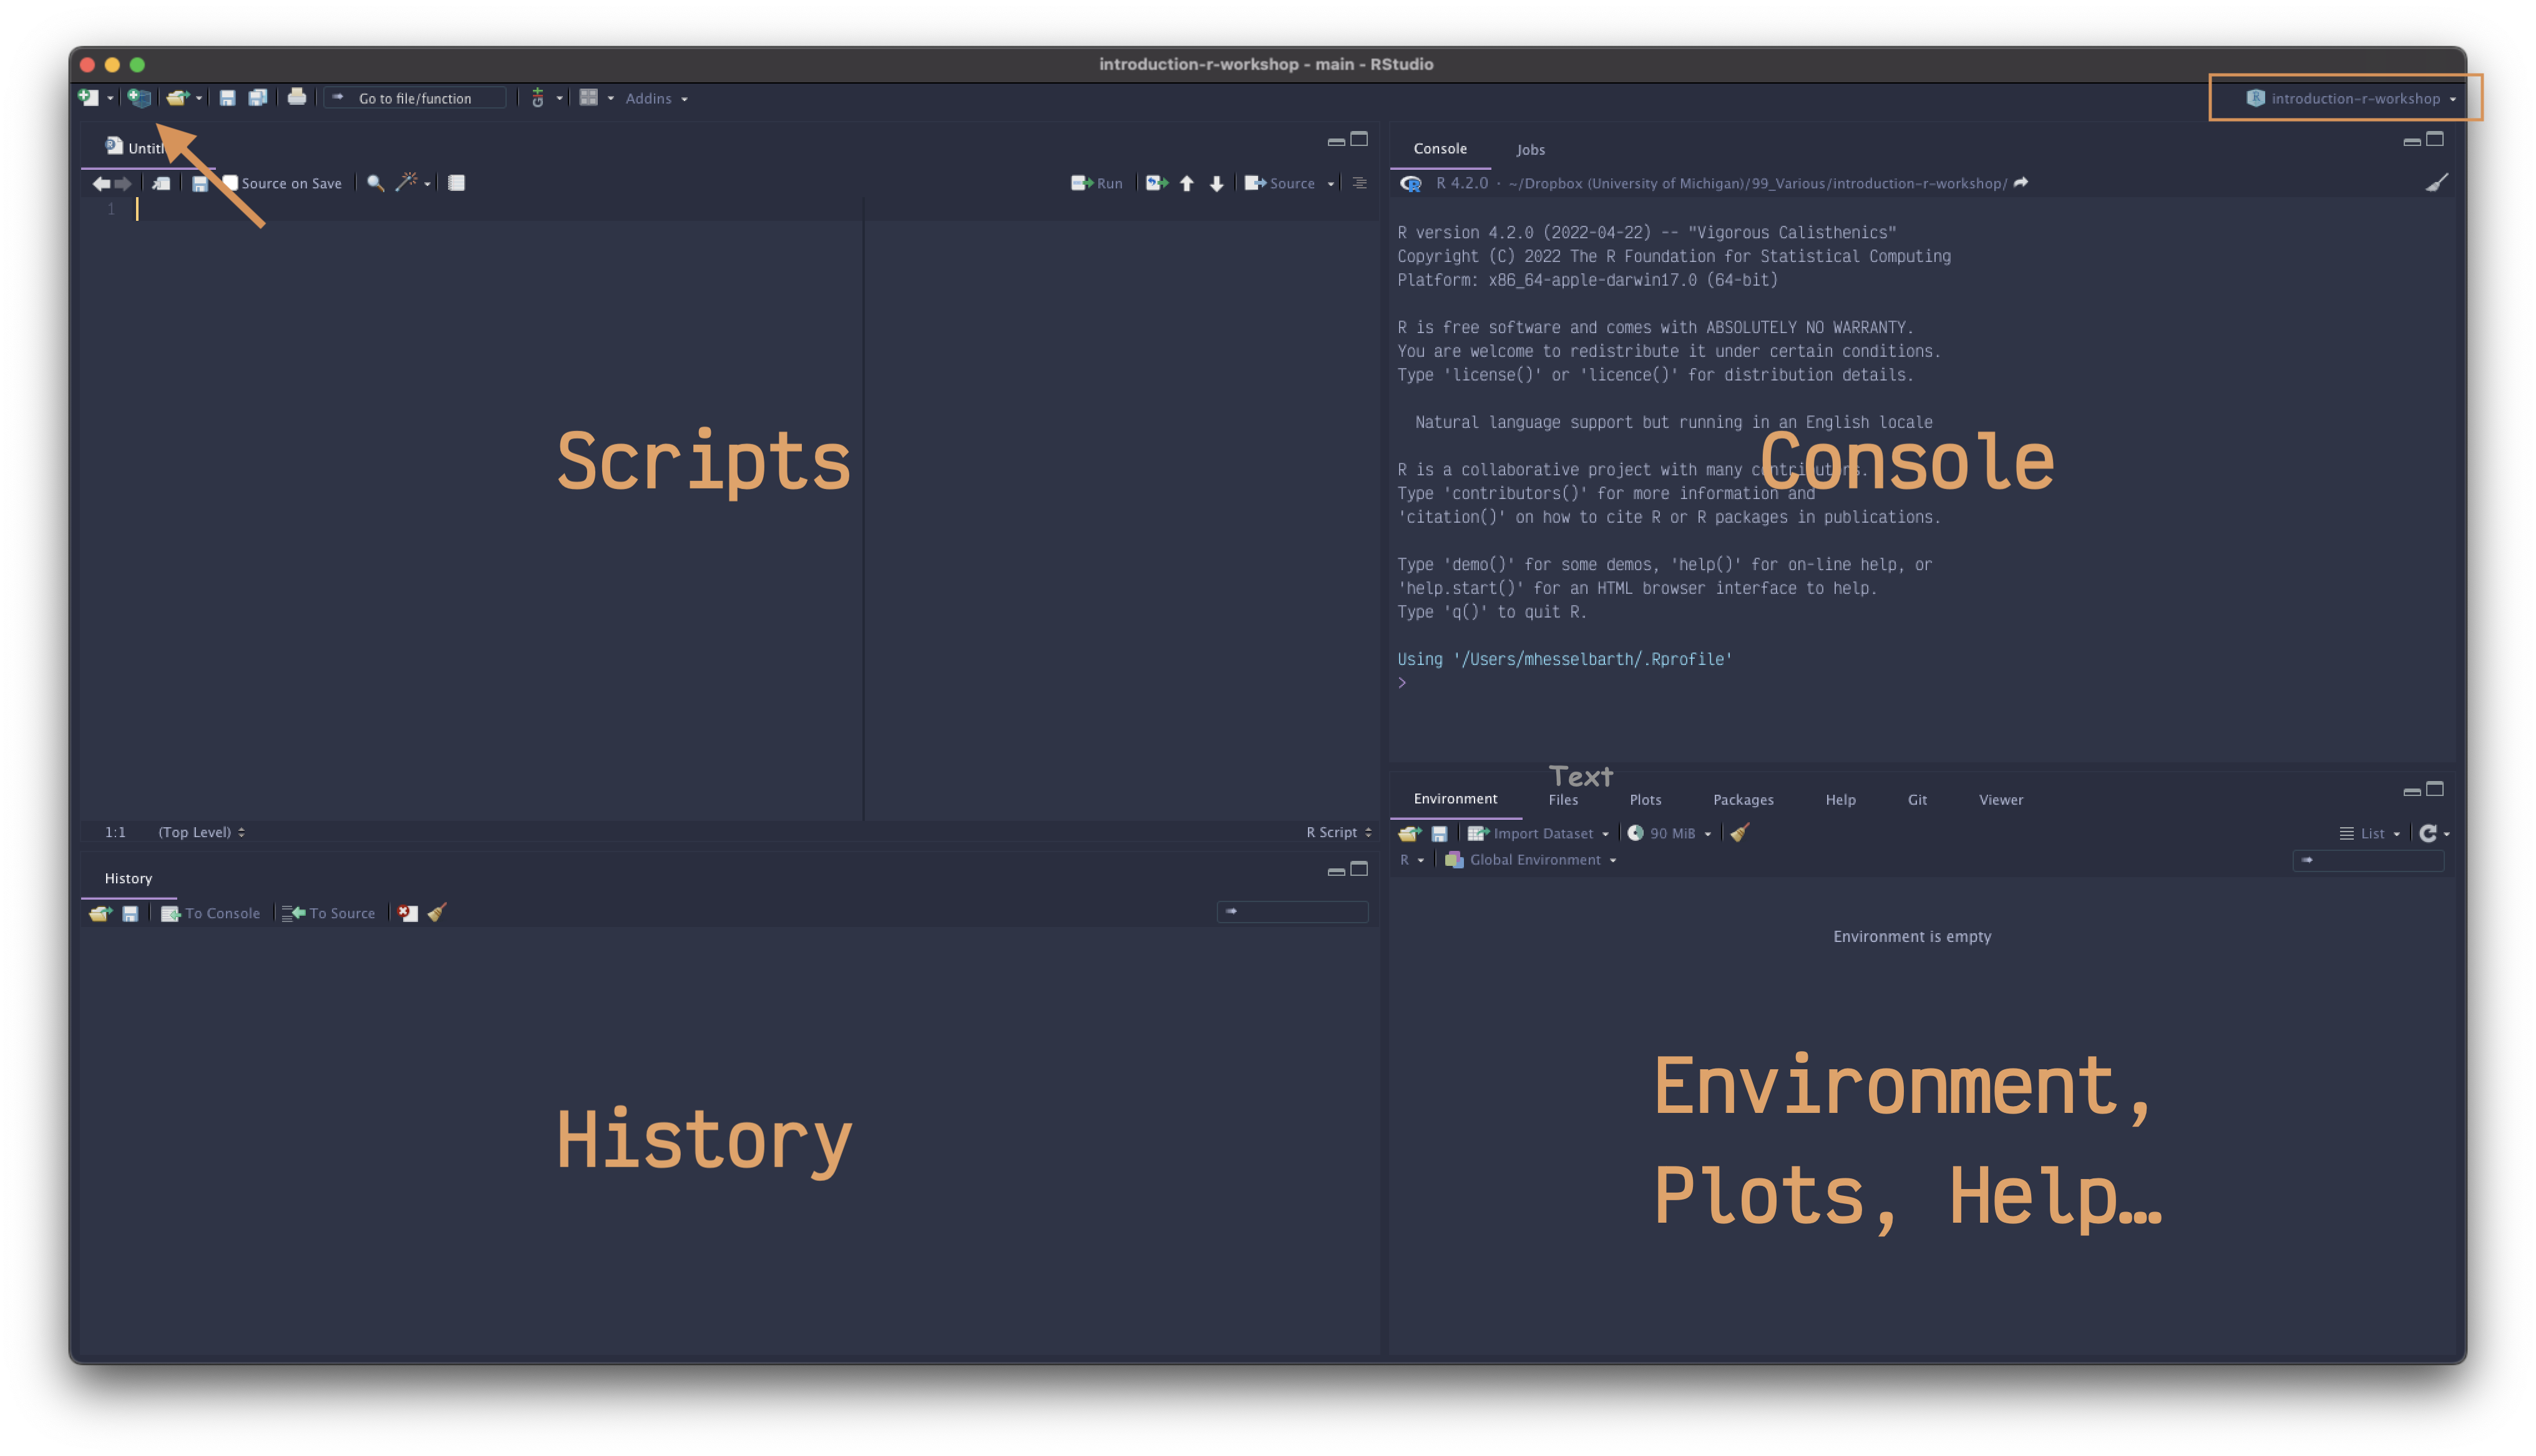 introduction-r-workshop - main - RStudio
Go to file/function
Addins
introduction-r-workshop
Source on Save
Run
Source
1
Scripts
1:1 (Top Level)
R Script
Console Jobs
R 4.2.0 · ~/Dropbox (University of Michigan)/99_Various/introduction-r-workshop/
R version 4.2.0 (2022-04-22) -- "Vigorous Calisthenics"
Copyright (C) 2022 The R Foundation for Statistical Computing
Platform: x86_64-apple-darwin17.0 (64-bit)
R is free software and comes with ABSOLUTELY NO WARRANTY.
You are welcome to redistribute it under certain conditions.
Type 'license()' or 'licence()' for distribution details.
Natural language support but running in an English locale
Console
R is a collaborative project with many contributors.
Type 'contributors()' for more information and
'citation()' on how to cite R or R packages in publications.
Type 'demo()' for some demos, 'help()' for on-line help, or
'help.start()' for an HTML browser interface to help.
Type 'q()' to quit R.
Using '/Users/mhesselbarth/.Rprofile'
>
History
To Console To Source
History
Text
Environment Files Plots Packages Help Git Viewer
Import Dataset 90 MiB List
R Global Environment
Environment is empty
Environment,
Plots, Help…